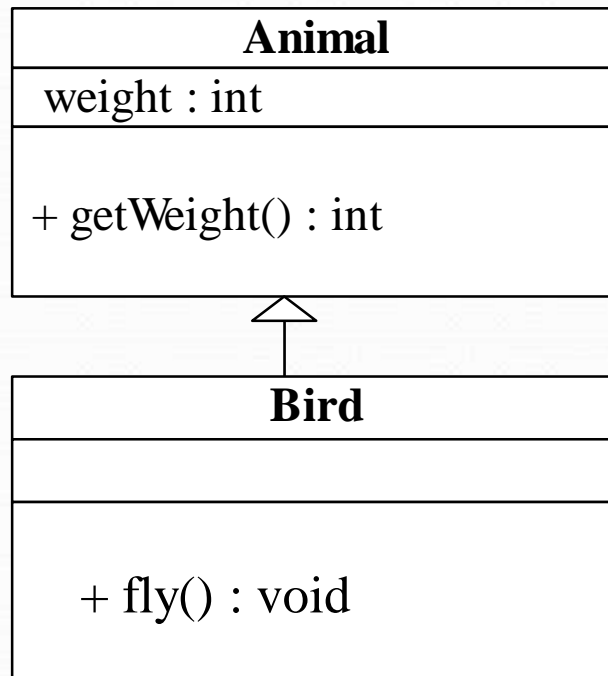 Animal
weight : int
+ getWeight() : int
Bird
+ fly() : void